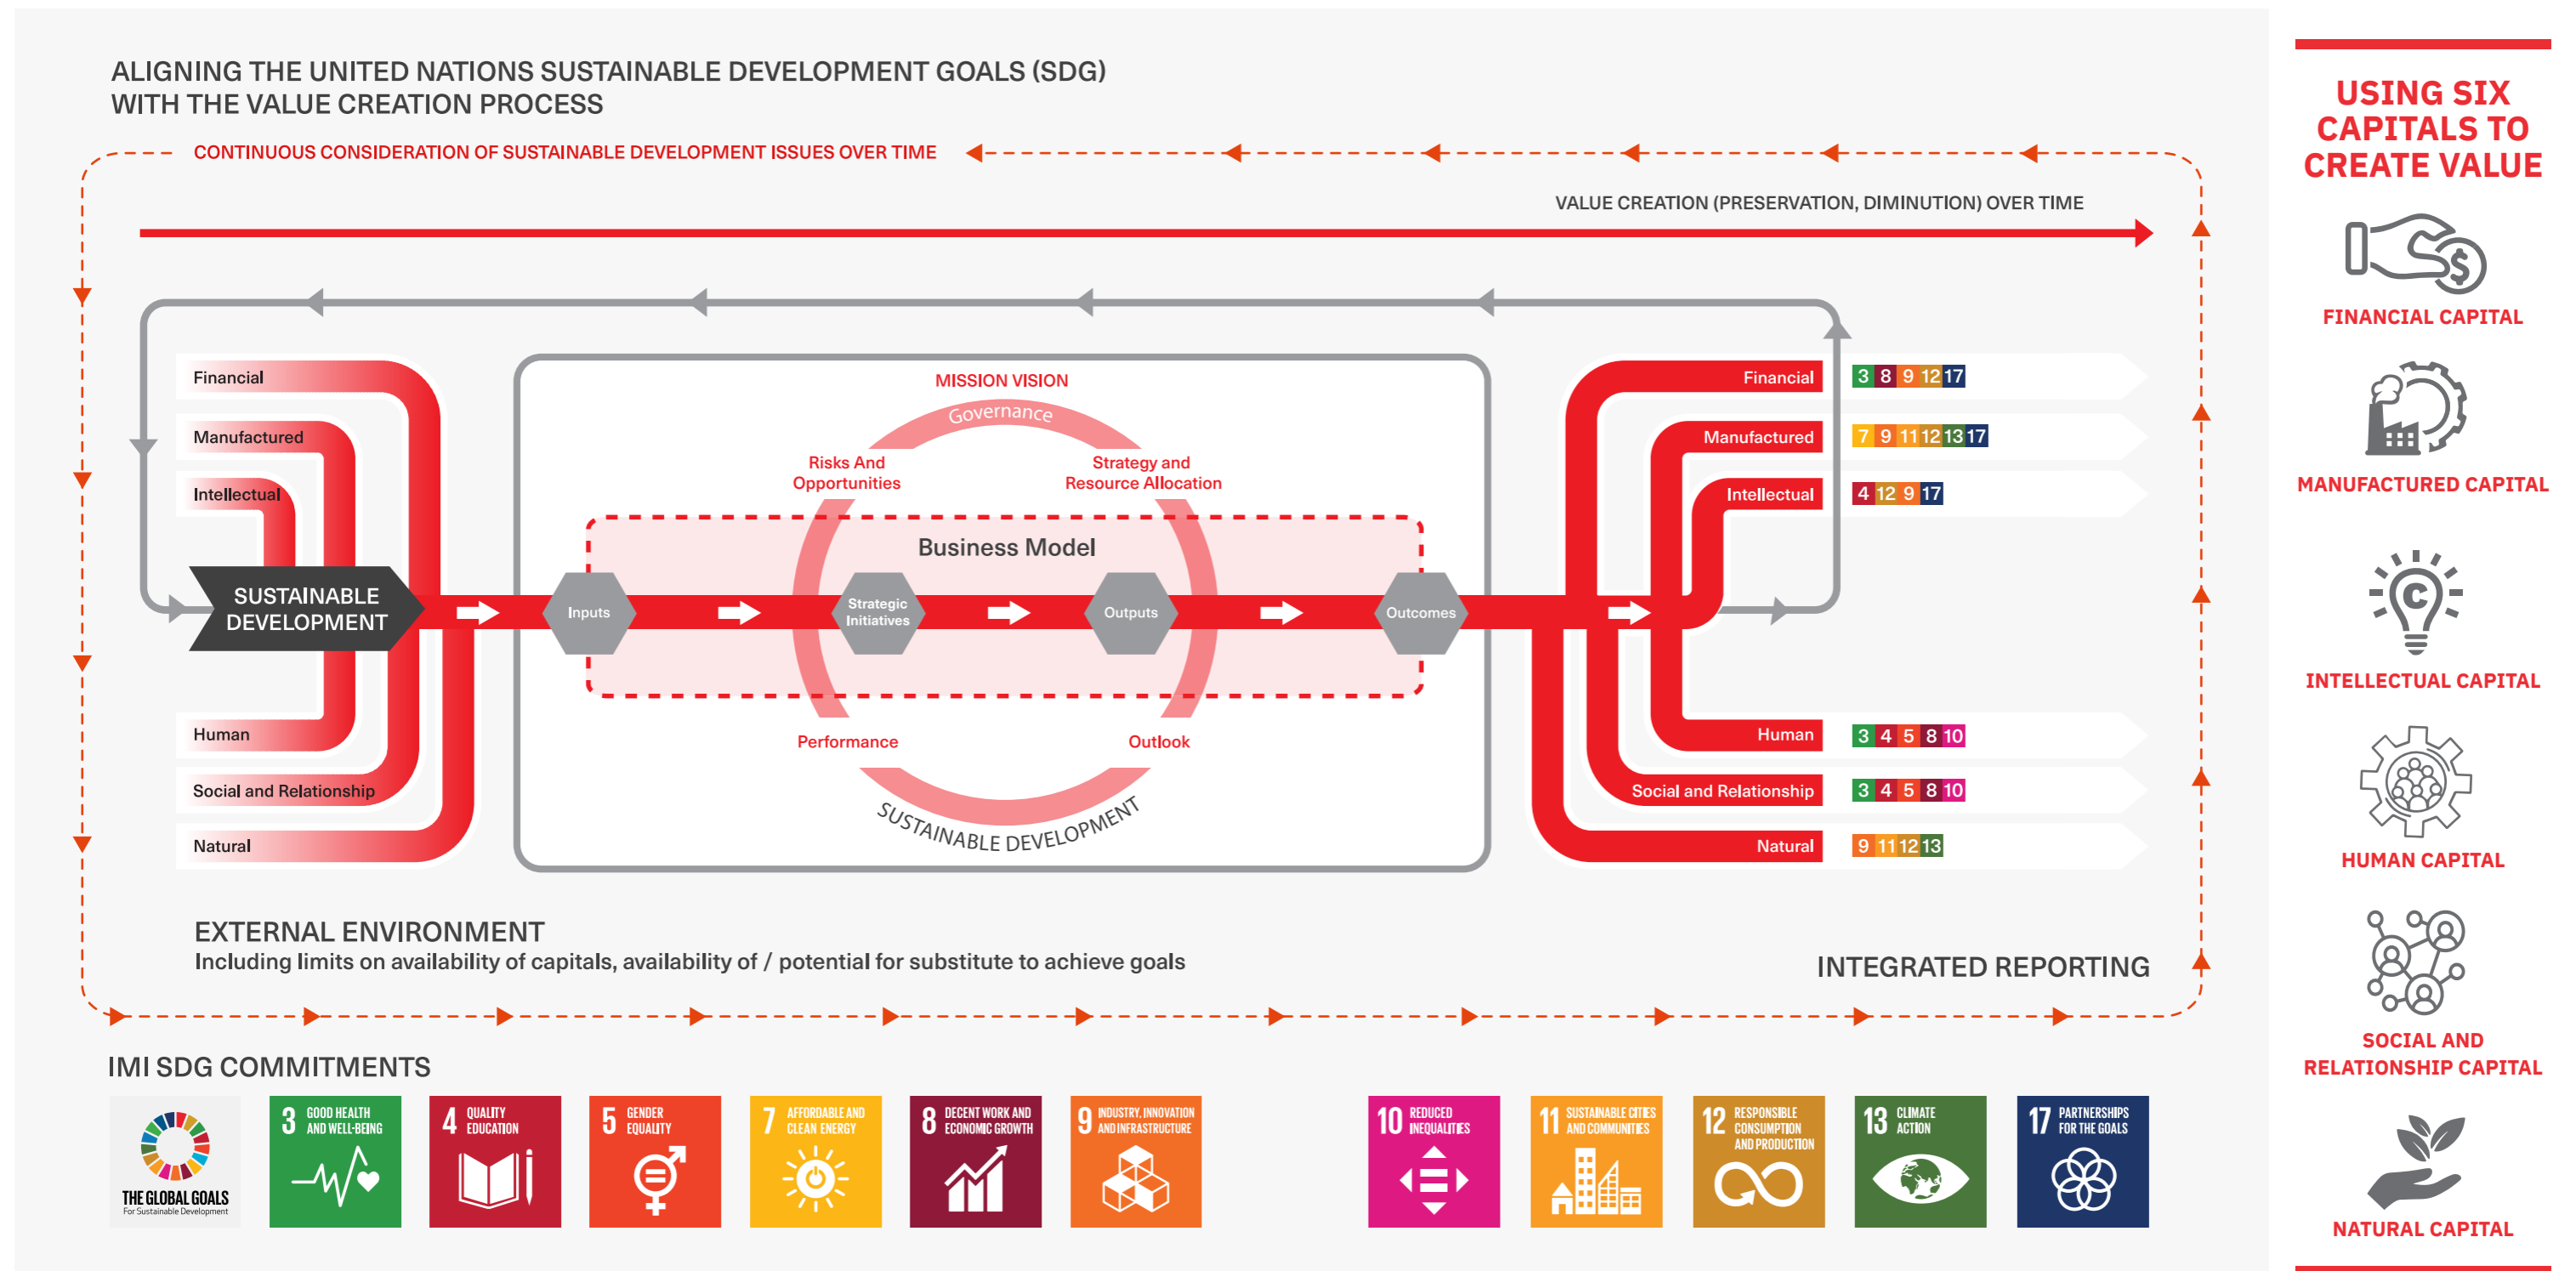 ALIGNING THE UNITED NATIONS SUSTAINABLE DEVELOPMENT GOALS (SDG)
WITH THE VALUE CREATION PROCESS
CONTINUOUS CONSIDERATION OF SUSTAINABLE DEVELOPMENT ISSUES OVER TIME
VALUE CREATION (PRESERVATION, DIMINUTION) OVER TIME
Financial
Manufactured
Intellectual
SUSTAINABLE
DEVELOPMENT
Human
Social and Relationship
Natural
MISSION VISION
Governance
Risks And
Opportunities
Strategy and
Resource Allocation
Business Model
Inputs
Strategic
Initiatives
Outputs
Outcomes
Performance
Outlook
SUSTAINABLE DEVELOPMENT
Financial
3 8 9 12 17
Manufactured
7 9 11 12 13 17
Intellectual
4 12 9 17
Human
3 4 5 8 10
Social and Relationship
3 4 5 8 10
Natural
9 11 12 13
EXTERNAL ENVIRONMENT
Including limits on availability of capitals, availability of / potential for substitute to achieve goals
INTEGRATED REPORTING
IMI SDG COMMITMENTS
THE GLOBAL GOALS
For Sustainable Development
3 GOOD HEALTH
AND WELL-BEING
4 QUALITY
EDUCATION
5 GENDER
EQUALITY
7 AFFORDABLE AND
CLEAN ENERGY
8 DECENT WORK AND
ECONOMIC GROWTH
9 INDUSTRY, INNOVATION
AND INFRASTRUCTURE
10 REDUCED
INEQUALITIES
11 SUSTAINABLE CITIES
AND COMMUNITIES
12 RESPONSIBLE
CONSUMPTION
AND PRODUCTION
13 CLIMATE
ACTION
17 PARTNERSHIPS
FOR THE GOALS
USING SIX
CAPITALS TO
CREATE VALUE
$
FINANCIAL CAPITAL
MANUFACTURED CAPITAL
C
INTELLECTUAL CAPITAL
HUMAN CAPITAL
SOCIAL AND
RELATIONSHIP CAPITAL
NATURAL CAPITAL